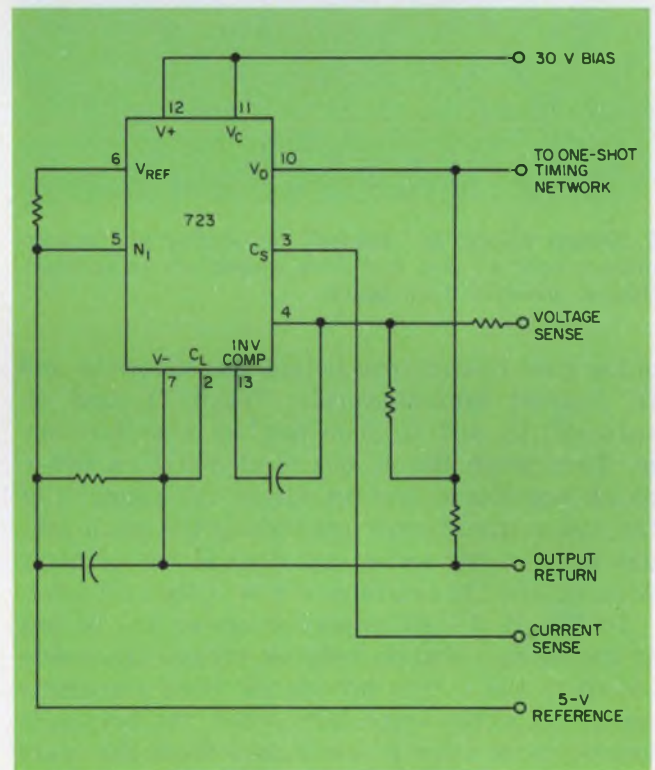 30 V BIAS
12
11
V+
VC
6
VREF
VO
10
TO ONE-SHOT
TIMING
NETWORK
723
5
NI
CS
3
4
VOLTAGE
SENSE
INV
V-
CL
COMP
7
2
13
OUTPUT
RETURN
CURRENT
SENSE
5-V
REFERENCE